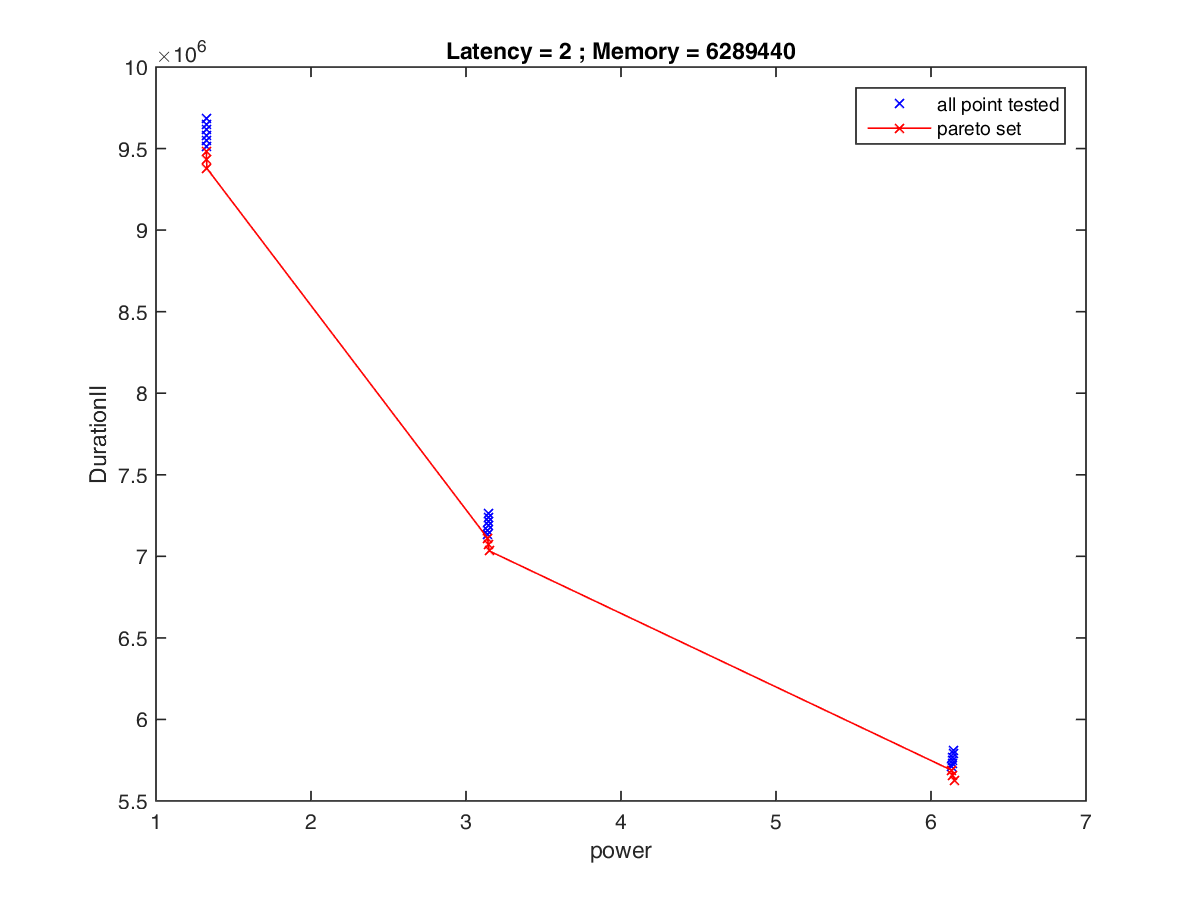 Latency = 2 ; Memory = 6289440
×10^6
10
9.5
9
8.5
8
7.5
7
6.5
6
5.5
DurationII
all point tested
pareto set
1 2 3 4 5 6 7
power